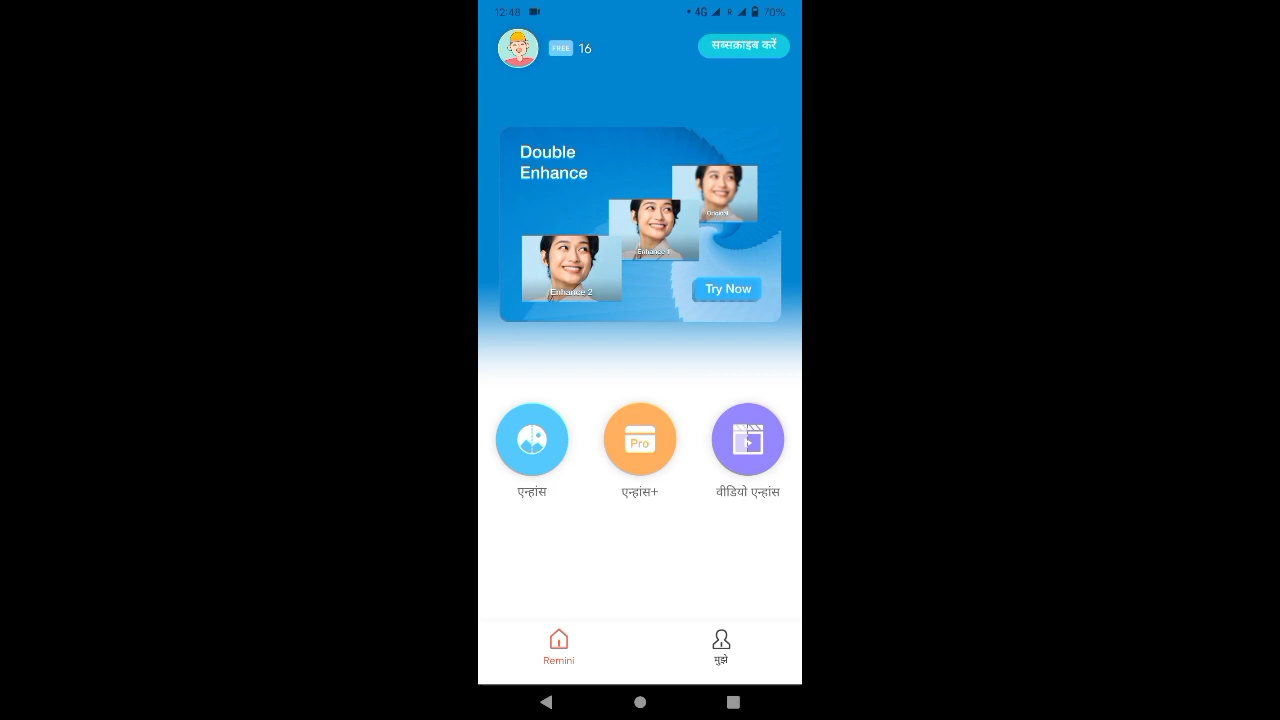 12:48
4G R 70%
FREE 16
सब्सक्राइब करें
Double
Enhance
Original
Enhance 1
Enhance 2
Try Now
Pro
एन्हांस
एन्हांस+
वीडियो एन्हांस
Remini
मुझे